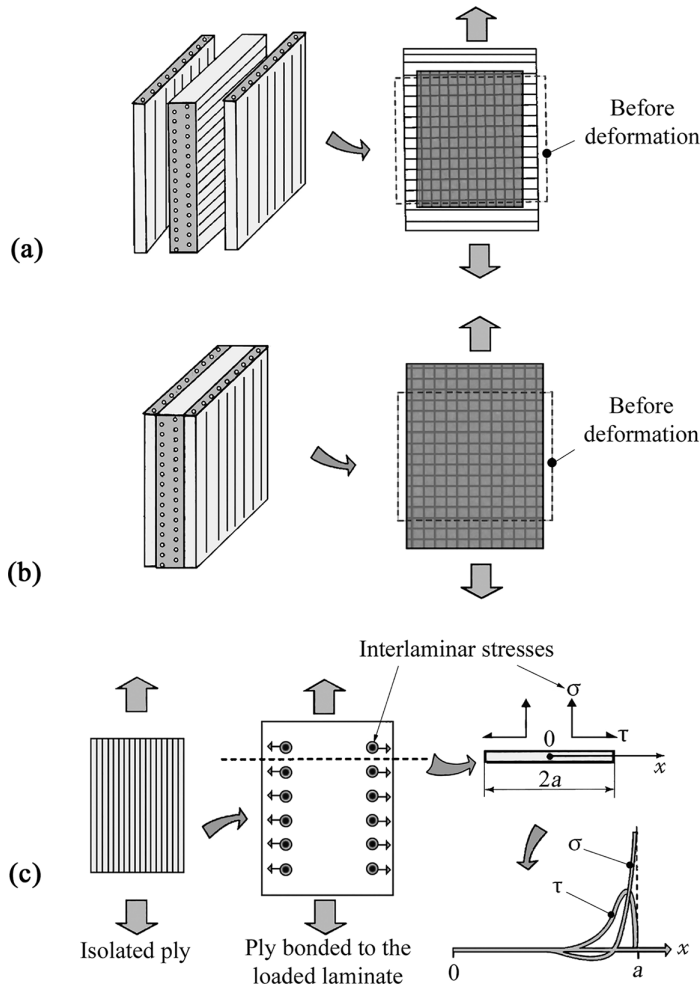 Before
deformation
(a)
Before
deformation
(b)
Interlaminar stresses
σ
0
τ
x
2a
(c)
σ
τ
Isolated ply
Ply bonded to the
loaded laminate
0
a
x